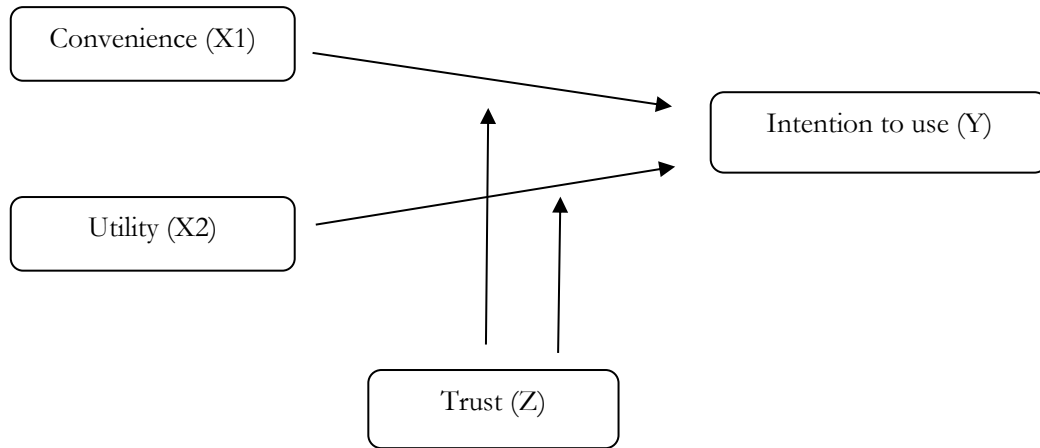 Convenience (X1)
Intention to use (Y)
Utility (X2)
Trust (Z)